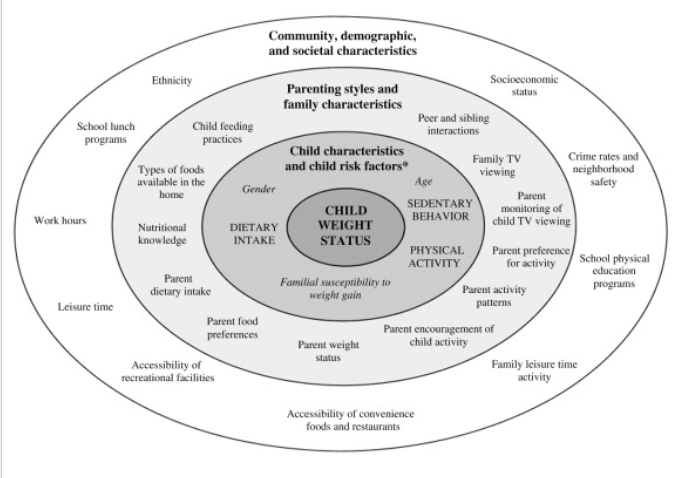 Community, demographic,
and societal characteristics
Ethnicity
Socioeconomic
status
Parenting styles and
family characteristics
School lunch
programs
Child feeding
practices
Peer and sibling
interactions
Child characteristics
and child risk factors*
Family TV
viewing
Crime rates and
neighborhood
safety
Types of foods
available in the
home
Gender
Age
Work hours
Nutritional
knowledge
DIETARY
INTAKE
CHILD
WEIGHT
STATUS
SEDENTARY
BEHAVIOR
Parent
monitoring of
child TV viewing
PHYSICAL
ACTIVITY
Parent preference
for activity
School physical
education
programs
Parent
dietary intake
Familial susceptibility to
weight gain
Parent activity
patterns
Leisure time
Parent food
preferences
Parent weight
status
Parent encouragement of
child activity
Accessibility of
recreational facilities
Family leisure time
activity
Accessibility of convenience
foods and restaurants